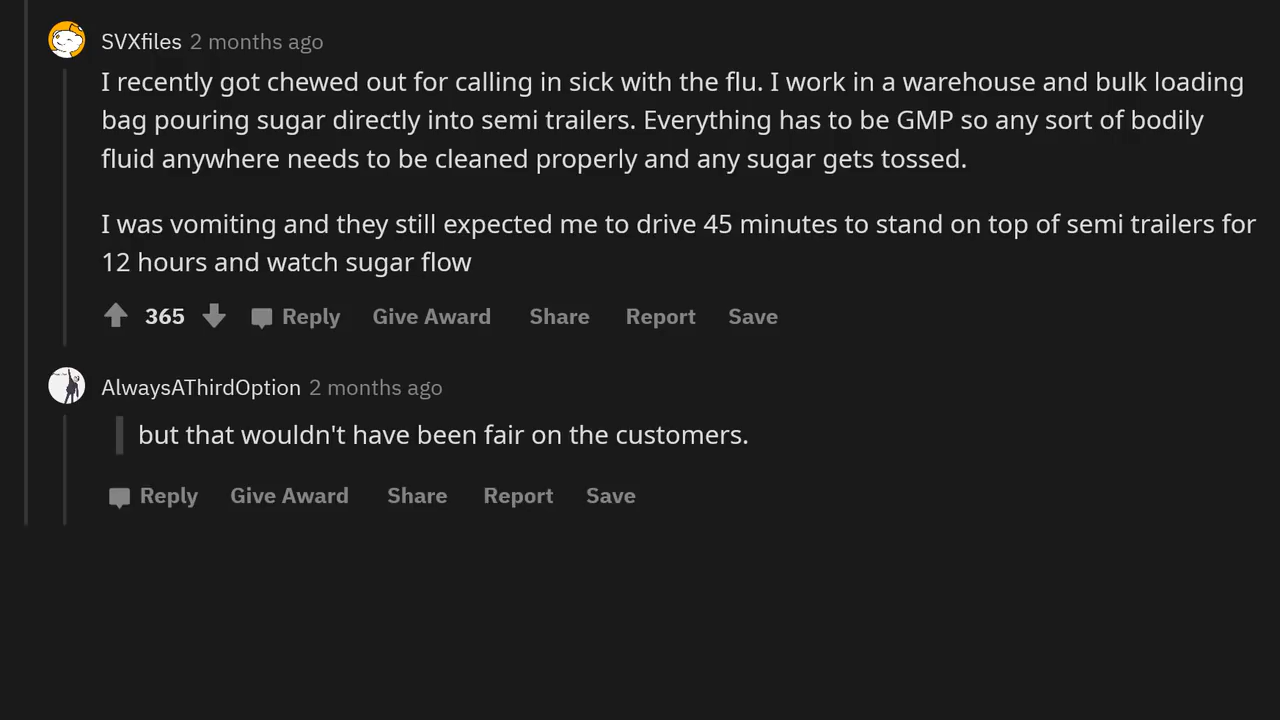 SVXfiles 2 months ago
I recently got chewed out for calling in sick with the flu. I work in a warehouse and bulk loading
bag pouring sugar directly into semi trailers. Everything has to be GMP so any sort of bodily
fluid anywhere needs to be cleaned properly and any sugar gets tossed.
I was vomiting and they still expected me to drive 45 minutes to stand on top of semi trailers for
12 hours and watch sugar flow
365 Reply Give Award Share Report Save
AlwaysAThirdOption 2 months ago
but that wouldn't have been fair on the customers.
Reply Give Award Share Report Save